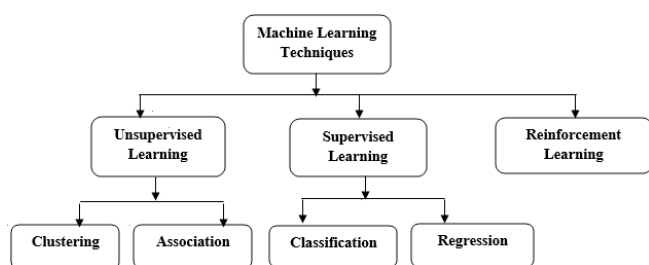 Machine Learning
Techniques
Unsupervised
Learning
Supervised
Learning
Reinforcement
Learning
Clustering
Association
Classification
Regression